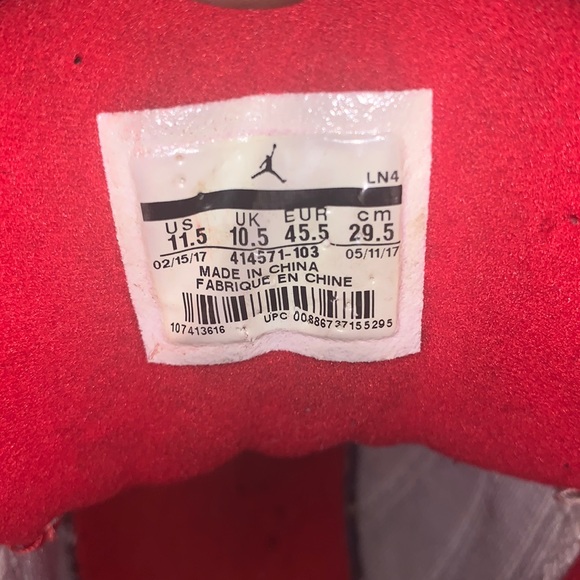 LN4
US UK EUR cm
11.5 10.5 45.5 29.5
02/15/17 414571-103 05/11/17
MADE IN CHINA
FABRIQUE EN CHINE
107413616 UPC 00886737155295